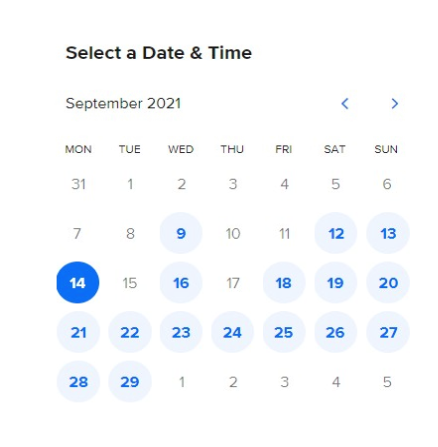 Select a Date & Time
September 2021
MON TUE WED THU FRI SAT SUN
31 1 2 3 4 5 6
7 8 9 10 11 12 13
14 15 16 17 18 19 20
21 22 23 24 25 26 27
28 29 1 2 3 4 5